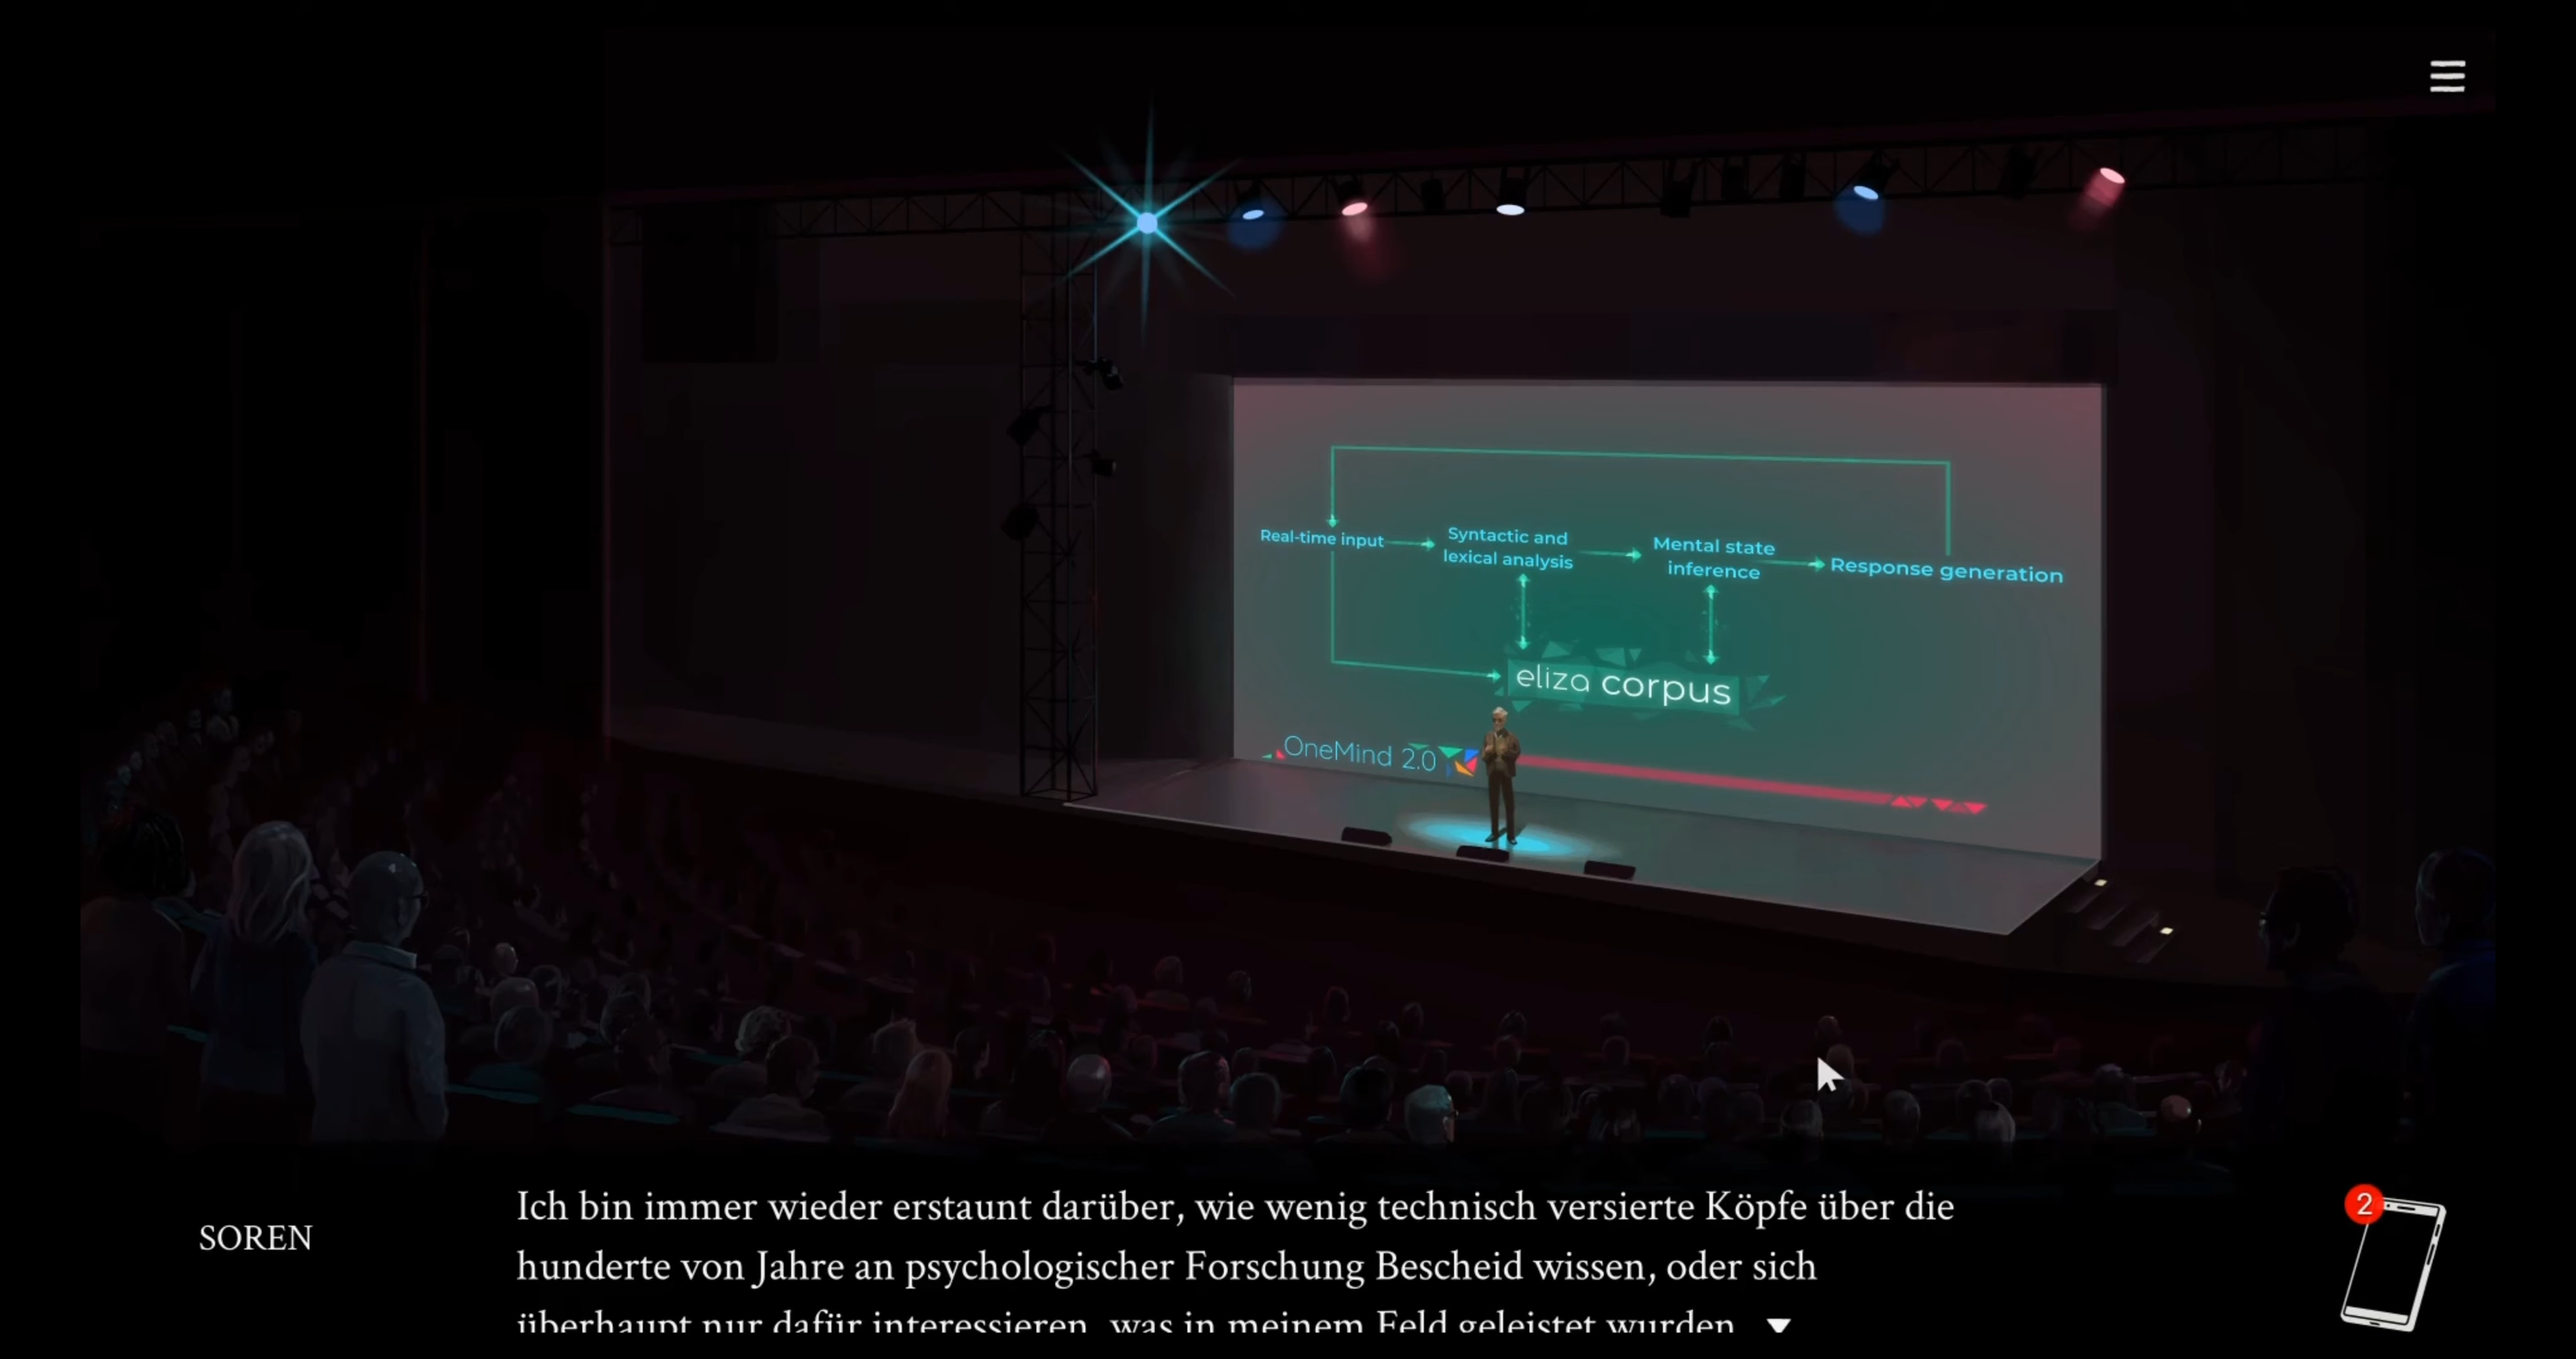 Real-time input
Syntactic and
lexical analysis
Mental state
inference
Response generation
eliza corpus
OneMind 2.0
SOREN
Ich bin immer wieder erstaunt darüber, wie wenig technisch versierte Köpfe über die
hunderte von Jahre an psychologischer Forschung Bescheid wissen, oder sich
überhaupt nur dafür interessieren, was in meinem Feld geleistet wurden
2